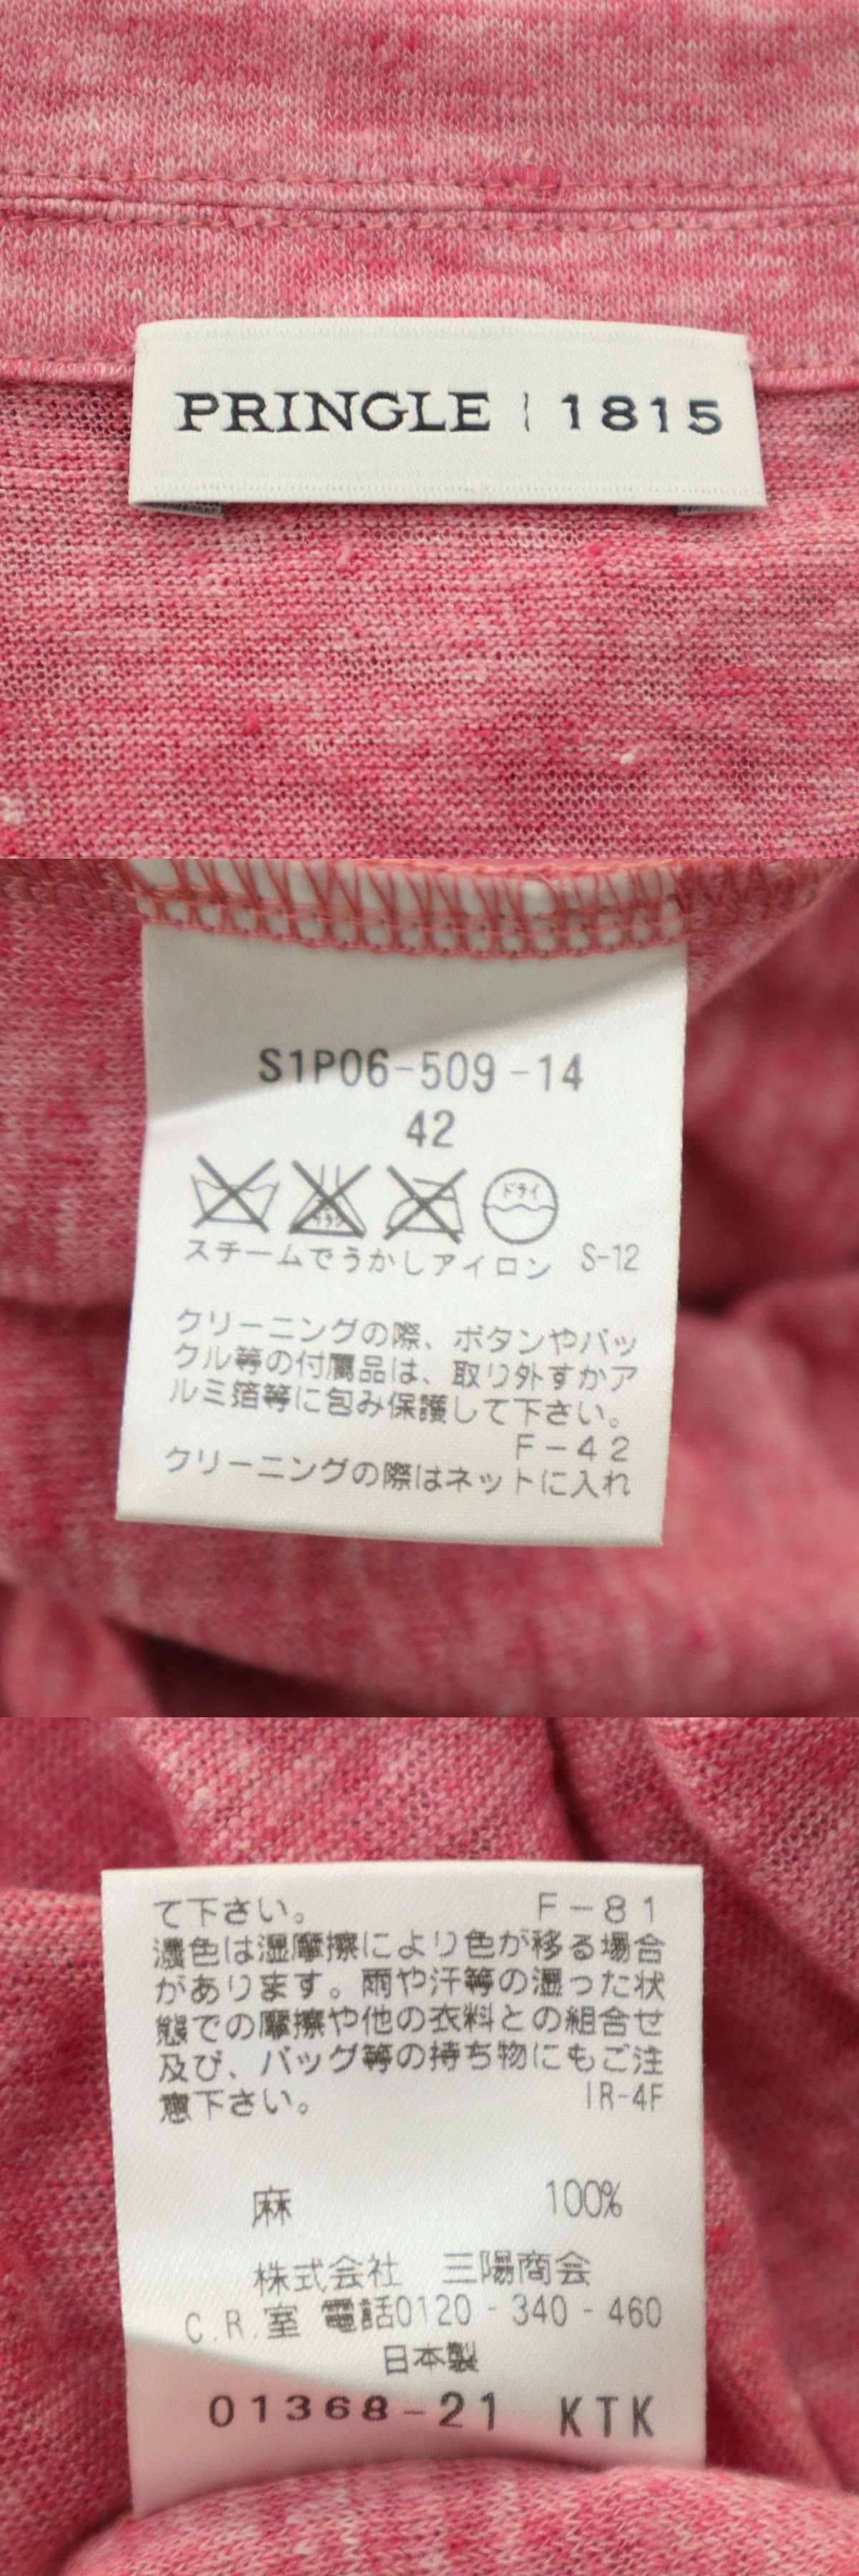 PRINGLE | 1815
S1P06-509-14
42
ドライ
スチームでうかしアイロン S-12
クリーニングの際、ボタンやバッ
クル等の付属品は、取り外すかア
ルミ箔等に包み保護して下さい。
F-42
クリーニングの際はネットに入れ
て下さい。 F-81
濃色は湿摩擦により色が移る場合
があります。雨や汗等の湿った状
態での摩擦や他の衣料との組合せ
及び、バッグ等の持ち物にもご注
意下さい。 IR-4F
麻 100%
株式会社 三陽商会
C.R.室 電話0120-340-460
日本製
01368-21 KTK